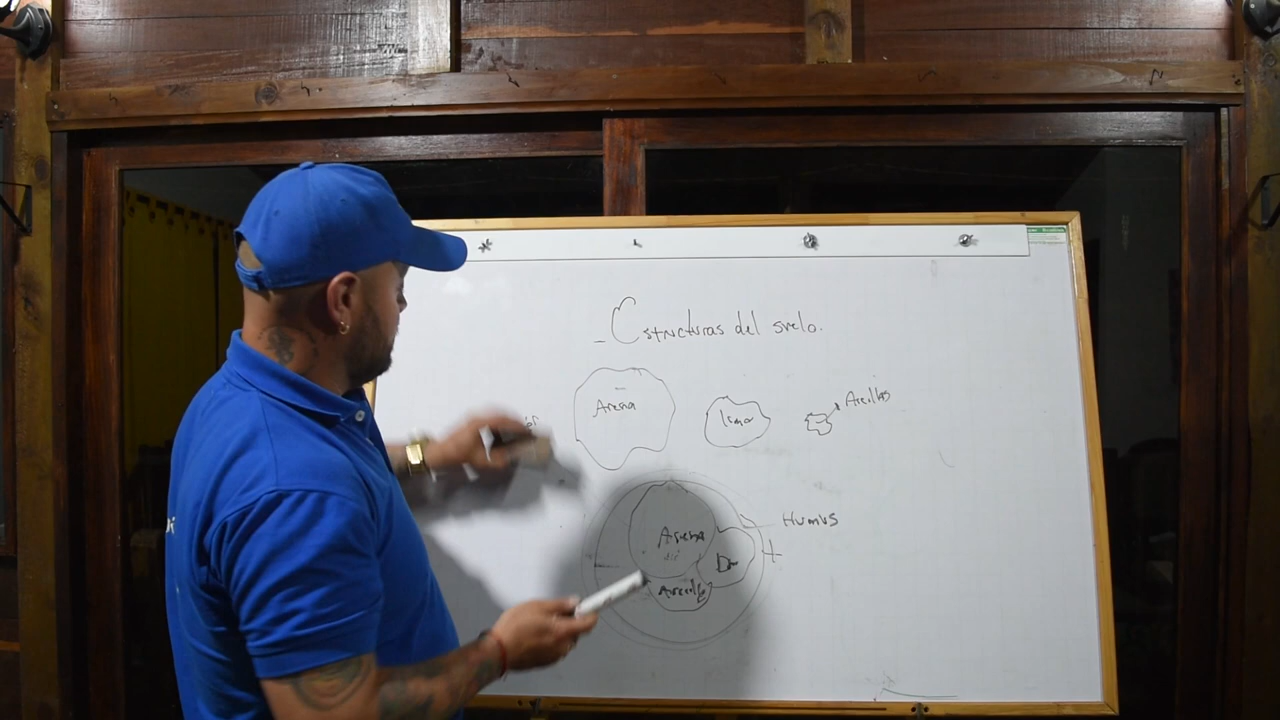 _ Estructuras del suelo.
Arena
limo
Arcillas
Humus
Arena
+
Arcilla